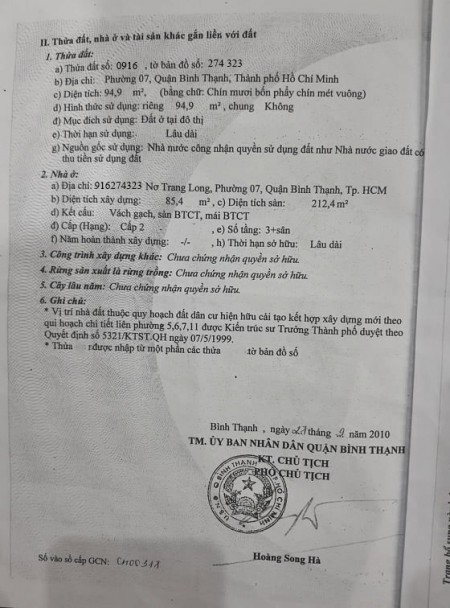 II. Thửa đất, nhà ở và tài sản khác gắn liền với đất
1. Thửa đất:
a) Thửa đất số: 0916 , tờ bản đồ số: 274 323
b) Địa chỉ: Phường 07, Quận Bình Thạnh, Thành phố Hồ Chí Minh
c) Diện tích: 94,9 m², (bằng chữ: Chín mươi bốn phẩy chín mét vuông)
d) Hình thức sử dụng: riêng 94,9 m², chung Không
đ) Mục đích sử dụng: Đất ở tại đô thị
e) Thời hạn sử dụng: Lâu dài
g) Nguồn gốc sử dụng: Nhà nước công nhận quyền sử dụng đất như Nhà nước giao đất có
thu tiền sử dụng đất
2. Nhà ở:
a) Địa chỉ: 916274323 Nơ Trang Long, Phường 07, Quận Bình Thạnh, Tp. HCM
b) Diện tích xây dựng: 85,4 m², c) Diện tích sàn: 212,4 m²
d) Kết cấu: Vách gạch, sàn BTCT, mái BTCT
đ) Cấp (Hạng): Cấp 2 , e) Số tầng: 3+sân
f) Năm hoàn thành xây dựng: -/- , h) Thời hạn sở hữu: Lâu dài
3. Công trình xây dựng khác: Chưa chứng nhận quyền sở hữu.
4. Rừng sản xuất là rừng trồng: Chưa chứng nhận quyền sở hữu.
5. Cây lâu năm: Chưa chứng nhận quyền sở hữu.
6. Ghi chú:
* Vị trí nhà đất thuộc quy hoạch đất dân cư hiện hữu cải tạo kết hợp xây dựng mới theo
qui hoạch chi tiết liên phường 5,6,7,11 được Kiến trúc sư Trưởng Thành phố duyệt theo
Quyết định số 5321/KTST.QH ngày 07/5/1999.
* Thửa được nhập từ một phần các thửa tờ bản đồ số
Bình Thạnh , ngày tháng 9 năm 2010
TM. ỦY BAN NHÂN DÂN QUẬN BÌNH THẠNH
KT. CHỦ TỊCH
PHÓ CHỦ TỊCH
U.B.N.D Q.BÌNH THẠNH T.P HỒ CHÍ MINH
Hoàng Song Hà
Số vào sổ cấp GCN: CH00318